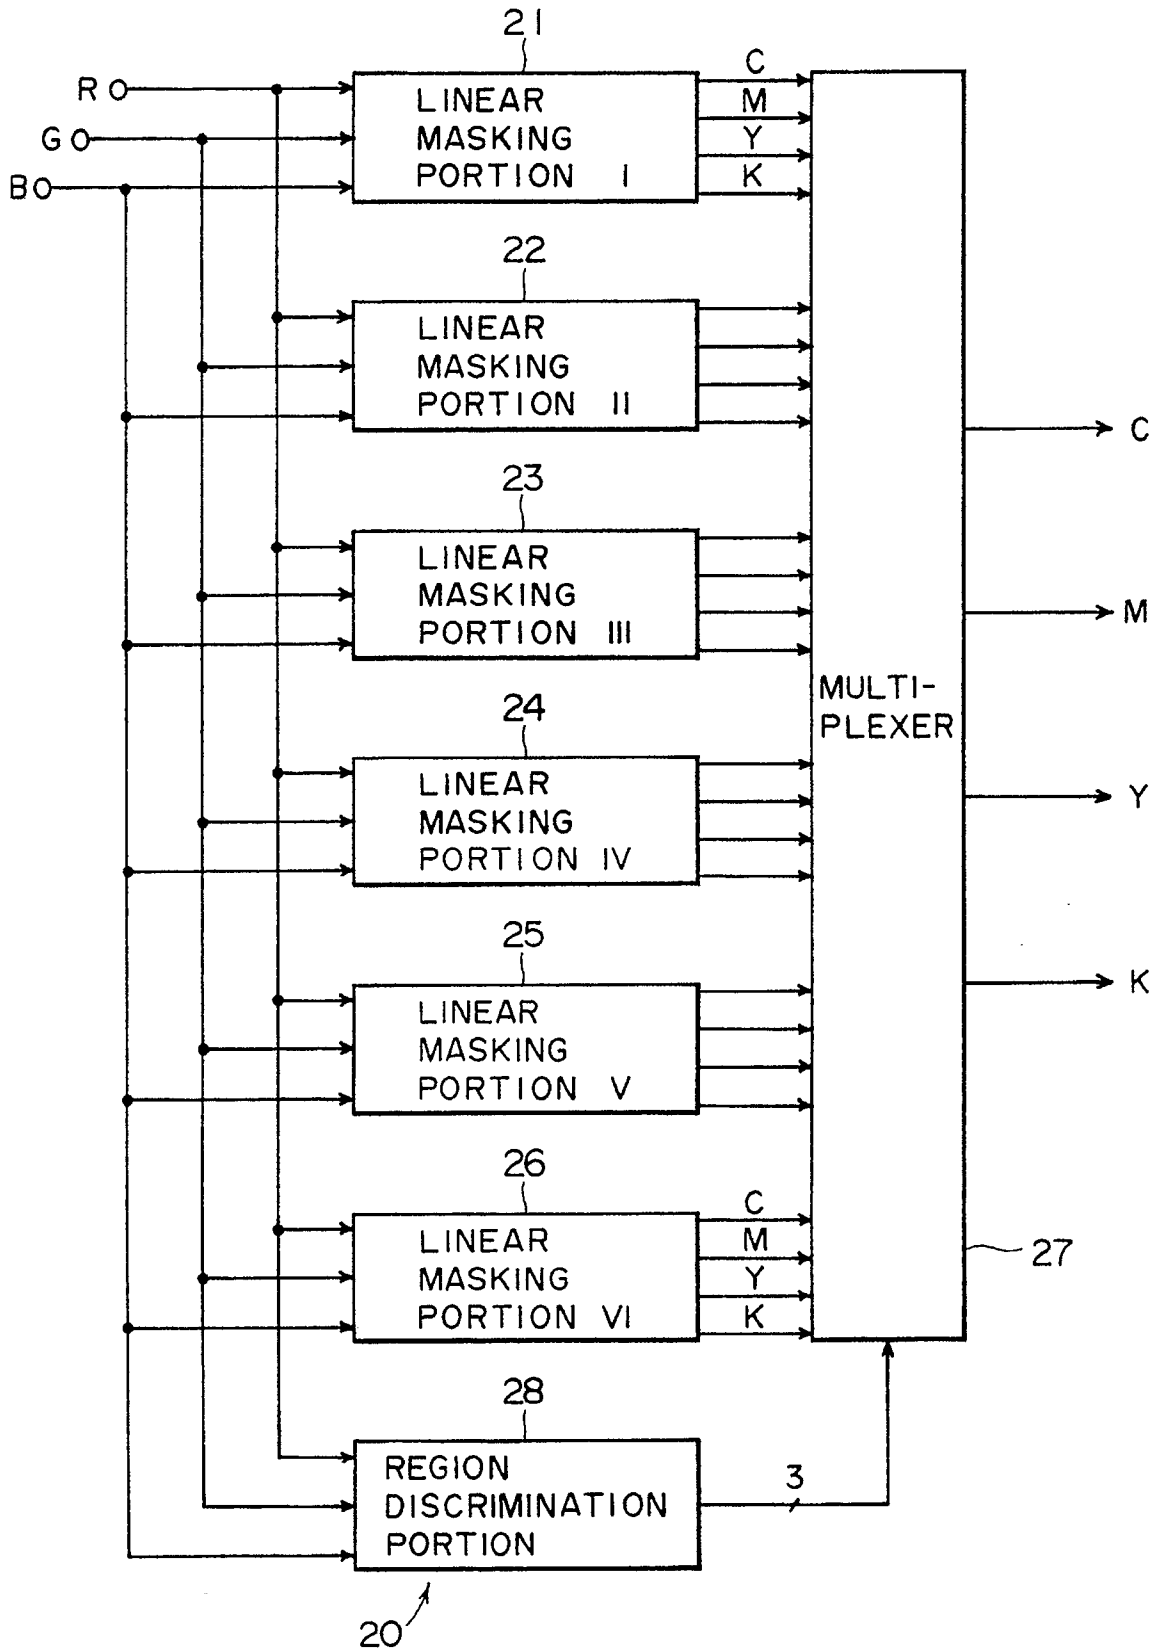 21
R
G
B
LINEAR
MASKING
PORTION I
C
M
Y
K
22
LINEAR
MASKING
PORTION II
23
LINEAR
MASKING
PORTION III
24
LINEAR
MASKING
PORTION IV
25
LINEAR
MASKING
PORTION V
26
LINEAR
MASKING
PORTION VI
C
M
Y
K
MULTI-
PLEXER
C
M
Y
K
27
28
REGION
DISCRIMINATION
PORTION
3
20